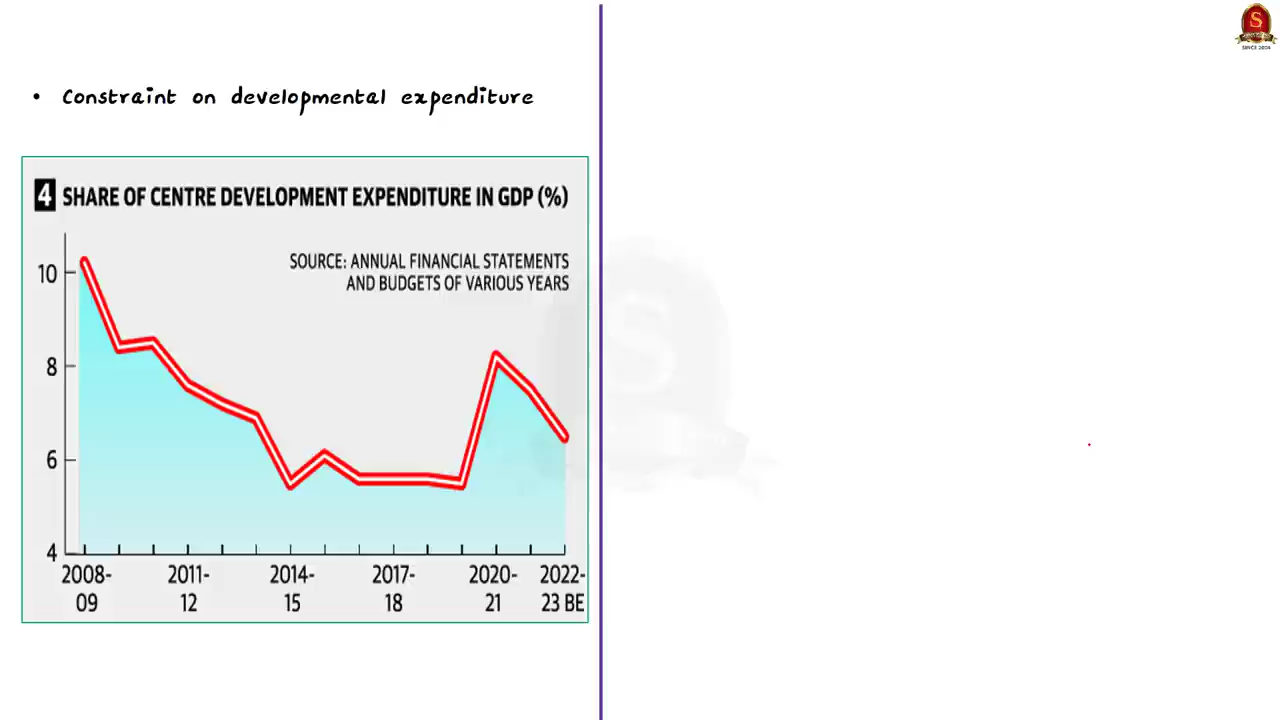 • Constraint on developmental expenditure
4 SHARE OF CENTRE DEVELOPMENT EXPENDITURE IN GDP (%)
SOURCE: ANNUAL FINANCIAL STATEMENTS
AND BUDGETS OF VARIOUS YEARS
10
8
6
4
2008- 2011- 2014- 2017- 2020- 2022-
09 12 15 18 21 23 BE
S
SINCE 2004
S